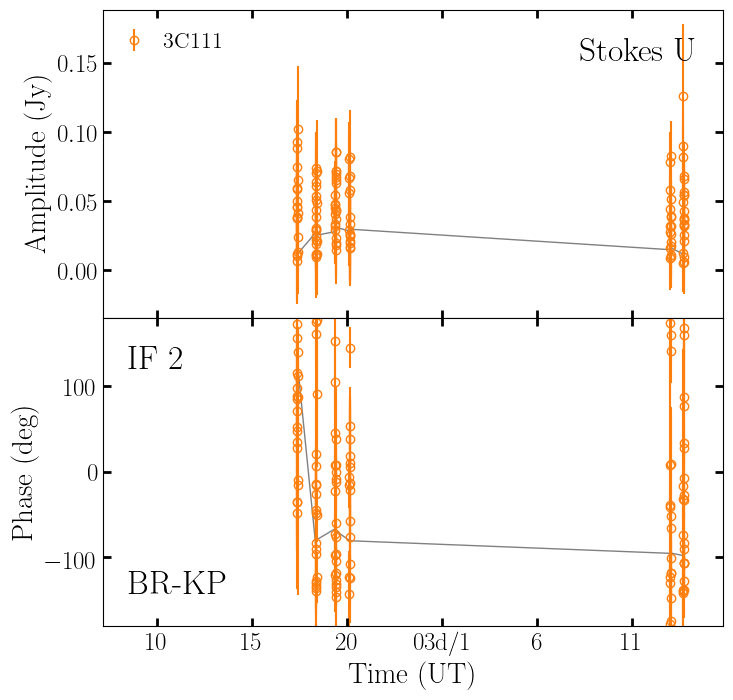 3C111
Stokes U
0.15
0.10
0.05
0.00
Amplitude (Jy)
IF 2
100
0
−100
Phase (deg)
BR-KP
10 15 20 03d/1 6 11
Time (UT)